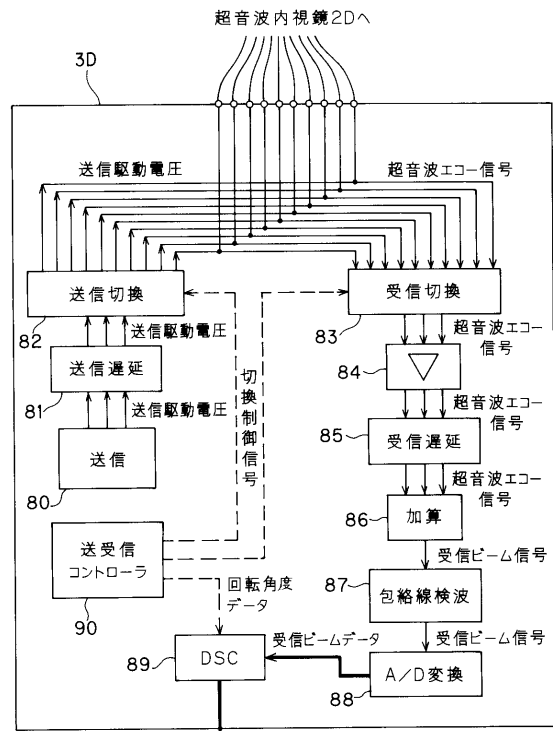 超音波内視鏡2Dへ
3D
送信駆動電圧
超音波エコー信号
送信切換
82
受信切換
83
送信駆動電圧
超音波エコー
信号
送信遅延
81
84
送信駆動電圧
切換制御信号
超音波エコー
信号
85
受信遅延
送信
80
超音波エコー
信号
86
加算
送受信
コントローラ
90
受信ビーム信号
回転角度
データ
87
包絡線検波
受信ビームデータ
受信ビーム信号
89
DSC
A/D変換
88